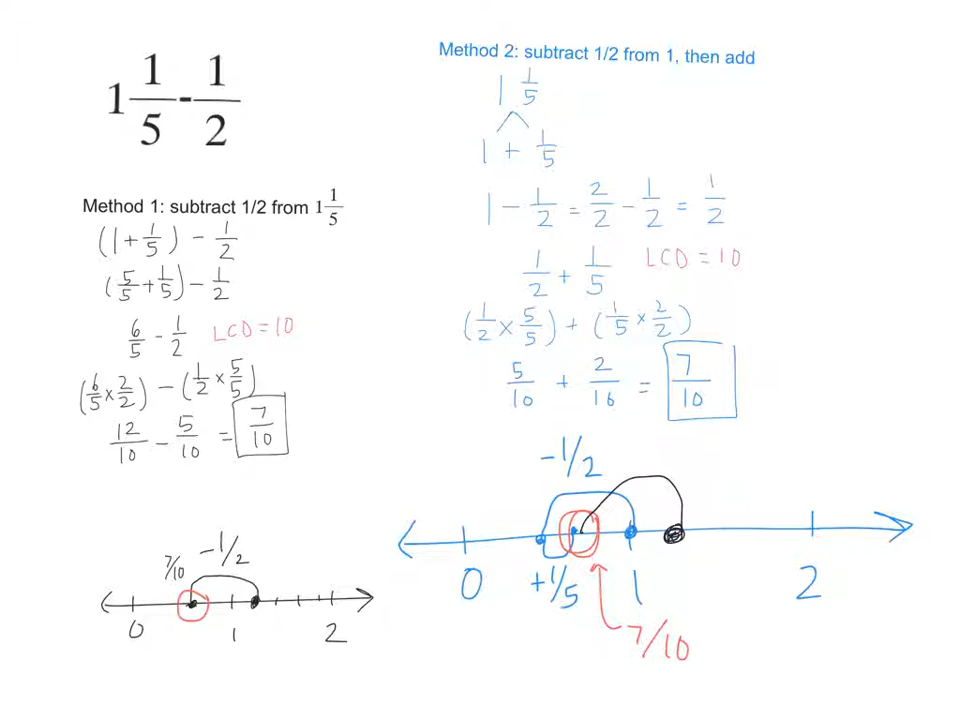 1 1/5 - 1/2
Method 1: subtract 1/2 from 1 1/5
(1 + 1/5) - 1/2
(5/5 + 1/5) - 1/2
6/5 - 1/2 LCD = 10
(6/5 × 2/2) - (1/2 × 5/5)
12/10 - 5/10 = 7/10
7/10 -1/2
0 1 2
Method 2: subtract 1/2 from 1, then add
1 1/5
1 + 1/5
1 - 1/2 = 2/2 - 1/2 = 1/2
1/2 + 1/5 LCD = 10
(1/2 × 5/5) + (1/5 × 2/2)
5/10 + 2/10 = 7/10
-1/2
0 +1/5 1 2
7/10